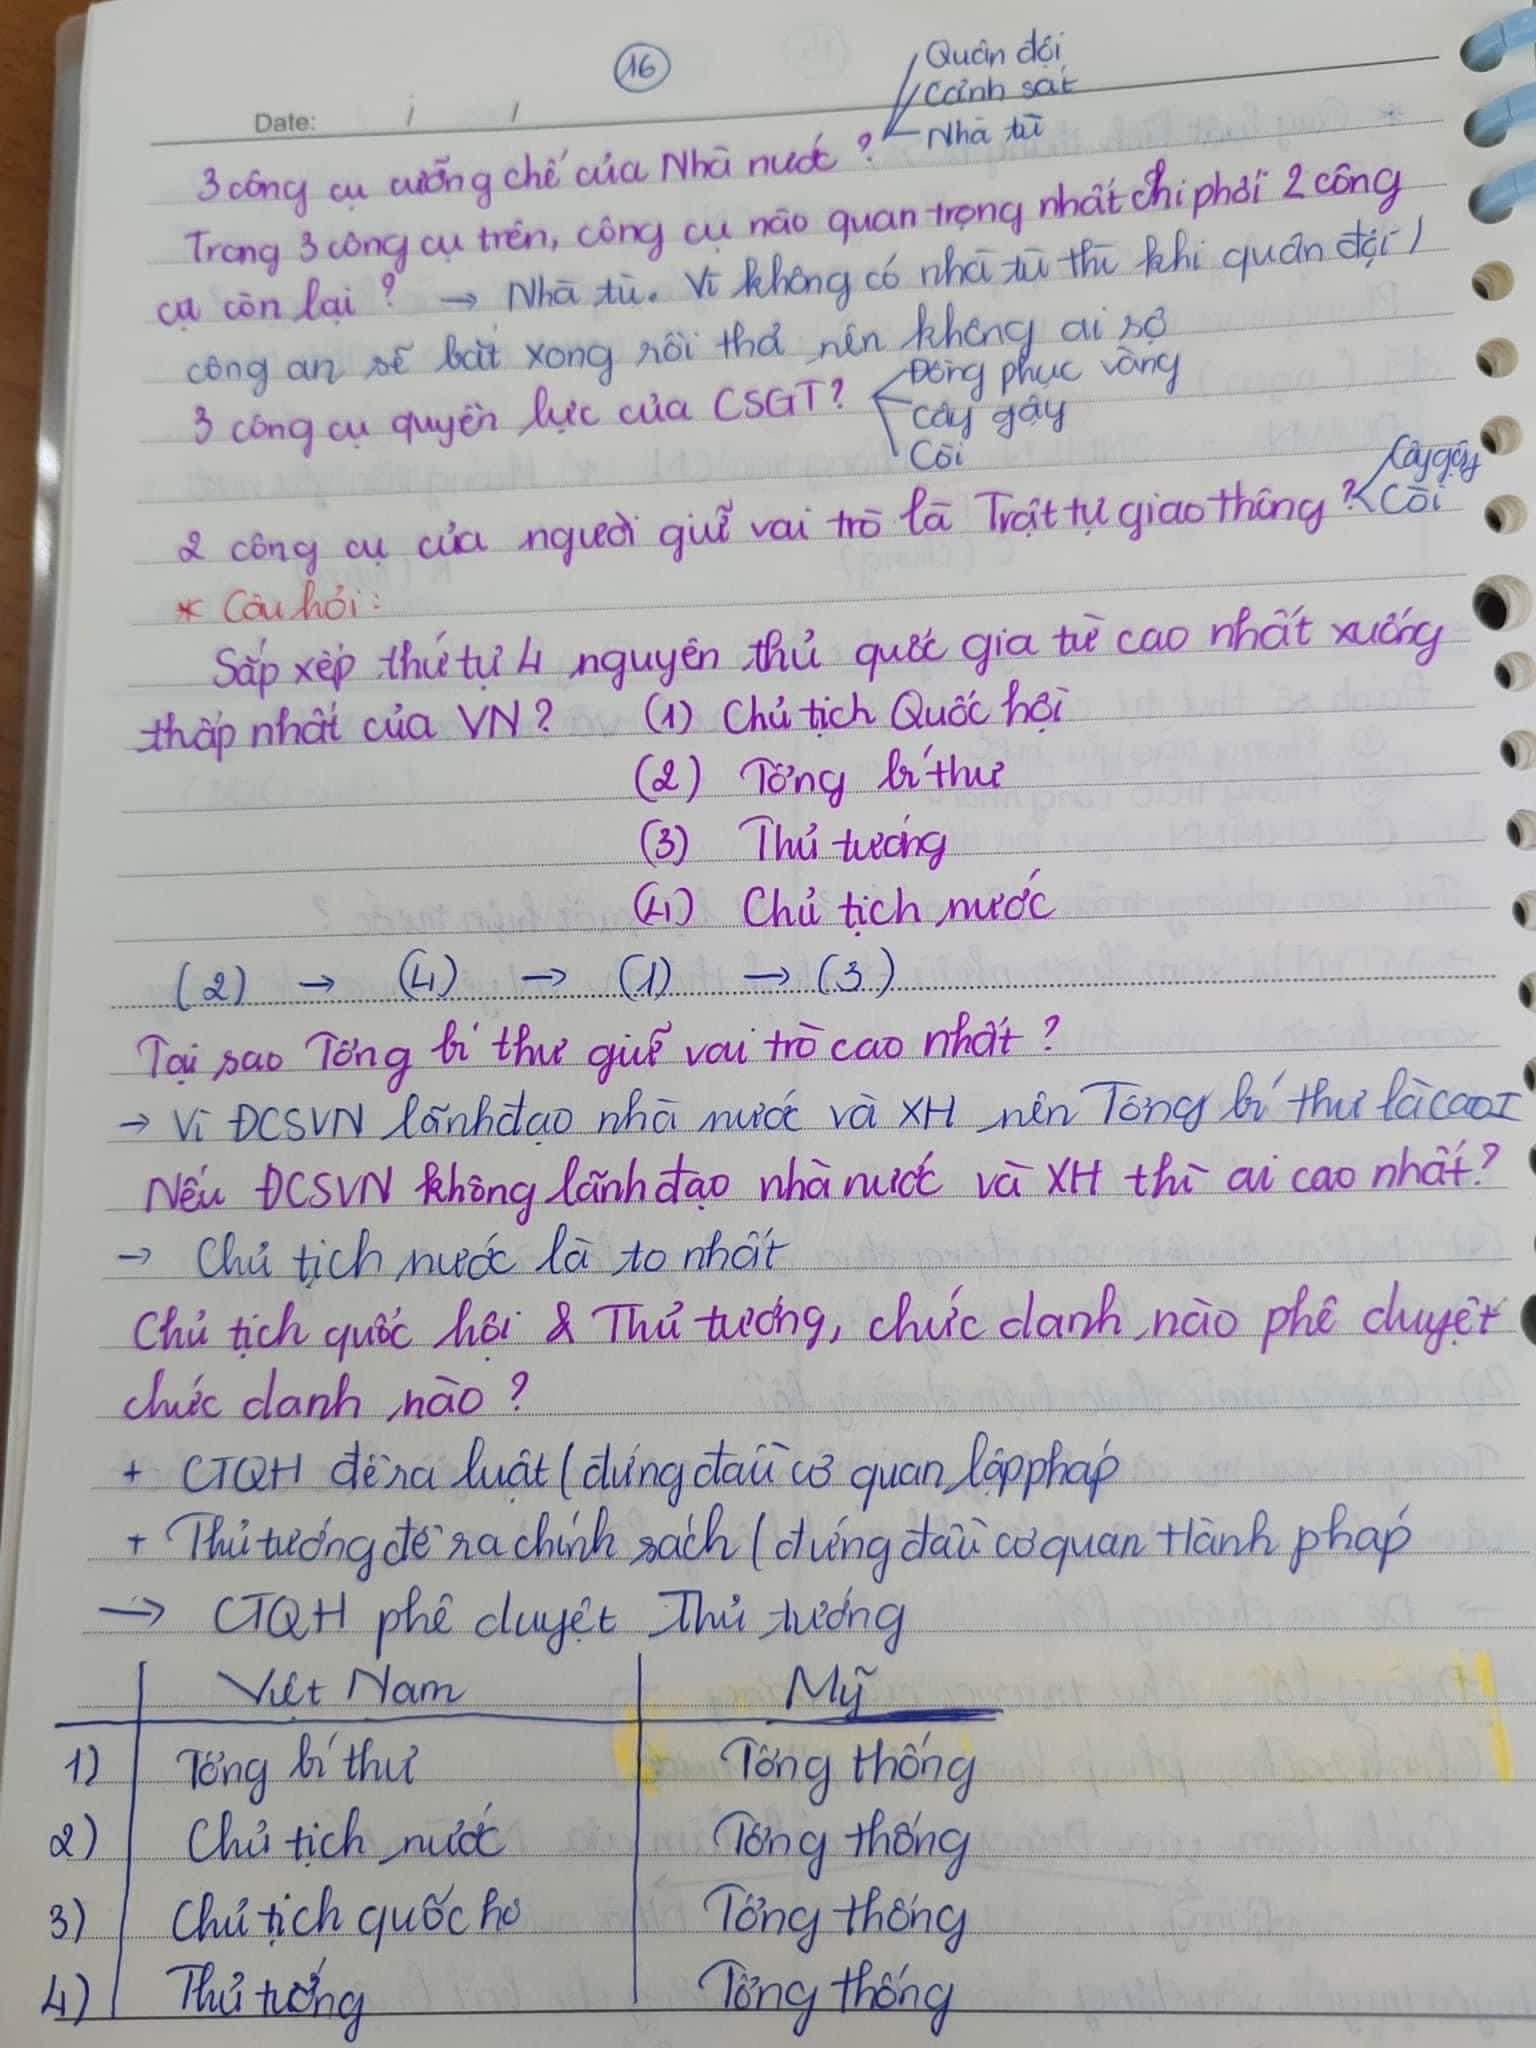 16
Date: / /
Quân đội
Cảnh sát
Nhà tù
3 công cụ cưỡng chế của Nhà nước?
Trong 3 công cụ trên, công cụ nào quan trọng nhất chi phối 2 công
cụ còn lại? → Nhà tù. Vì không có nhà tù thì khi quân đội /
công an sẽ bắt xong rồi thả nên không ai sợ
3 công cụ quyền lực của CSGT?
Đồng phục vàng
Cây gậy
Còi
2 công cụ của người giữ vai trò là Trật tự giao thông?
Cây gậy
Còi
* Câu hỏi:
Sắp xếp thứ tự 4 nguyên thủ quốc gia từ cao nhất xuống
thấp nhất của VN? (1) Chủ tịch Quốc hội
(2) Tổng bí thư
(3) Thủ tướng
(4) Chủ tịch nước
(2) → (4) → (1) → (3)
Tại sao Tổng bí thư giữ vai trò cao nhất?
→ Vì ĐCSVN lãnh đạo nhà nước và XH nên Tổng bí thư là cao I
Nếu ĐCSVN không lãnh đạo nhà nước và XH thì ai cao nhất?
→ Chủ tịch nước là to nhất
Chủ tịch quốc hội & Thủ tướng, chức danh nào phê duyệt
chức danh nào?
+ CTQH đề ra luật (đứng đầu cơ quan lập pháp
+ Thủ tướng đề ra chính sách (đứng đầu cơ quan Hành pháp
→ CTQH phê duyệt Thủ tướng
Việt Nam Mỹ
1) Tổng bí thư Tổng thống
2) Chủ tịch nước Tổng thống
3) Chủ tịch quốc hộ Tổng thống
4) Thủ tướng Tổng thống